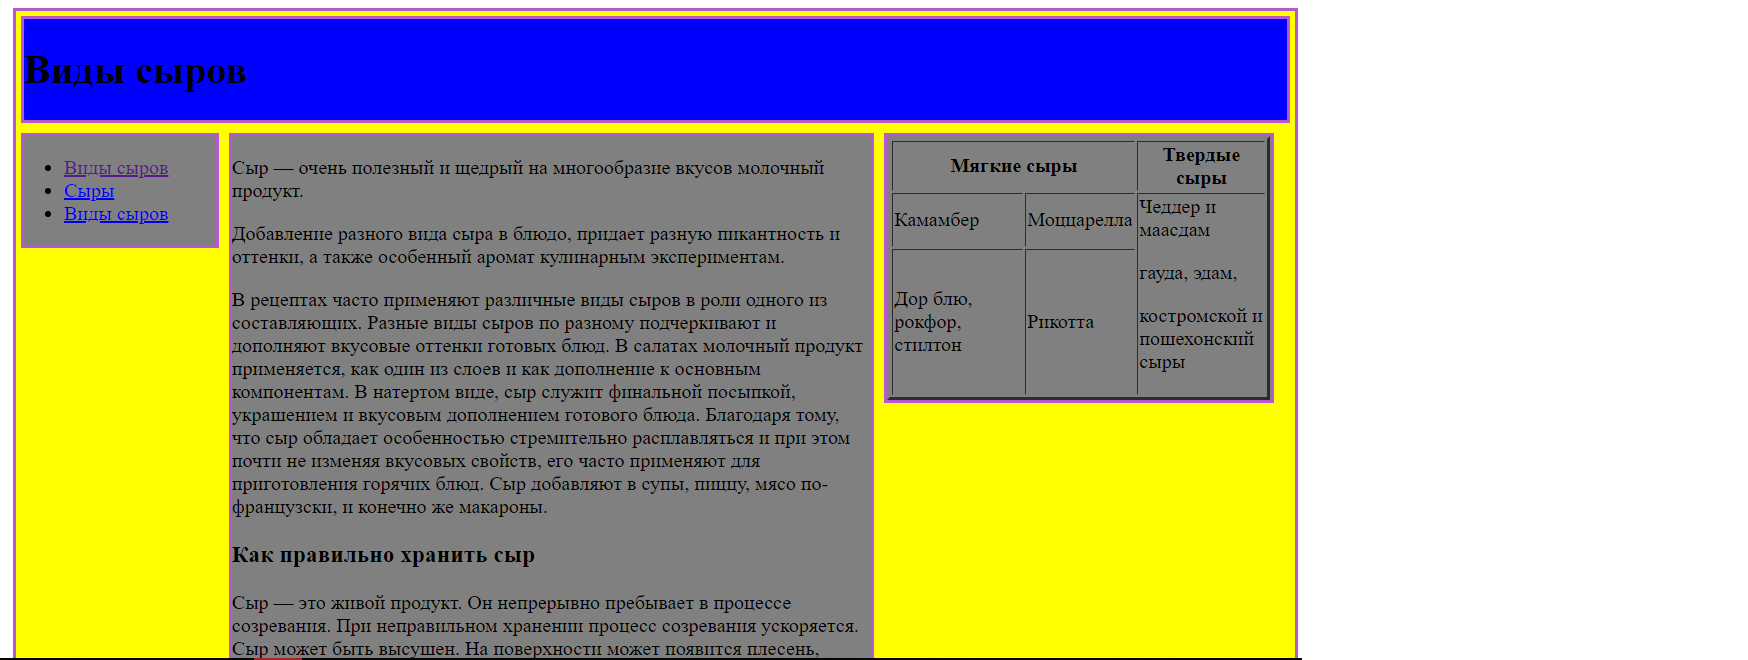 Виды сыров
Виды сыров
Сыры
Виды сыров
Сыр — очень полезный и щедрый на многообразие вкусов молочный
продукт.
Добавление разного вида сыра в блюдо, придает разную пикантность и
оттенки, а также особенный аромат кулинарным экспериментам.
В рецептах часто применяют различные виды сыров в роли одного из
составляющих. Разные виды сыров по разному подчеркивают и
дополняют вкусовые оттенки готовых блюд. В салатах молочный продукт
применяется, как один из слоев и как дополнение к основным
компонентам. В натертом виде, сыр служит финальной посыпкой,
украшением и вкусовым дополнением готового блюда. Благодаря тому,
что сыр обладает особенностью стремительно расплавляться и при этом
почти не изменяя вкусовых свойств, его часто применяют для
приготовления горячих блюд. Сыр добавляют в супы, пиццу, мясо по-
французски, и конечно же макароны.
Как правильно хранить сыр
Сыр — это живой продукт. Он непрерывно пребывает в процессе
созревания. При неправильном хранении процесс созревания ускоряется.
Сыр может быть высушен. На поверхности может появится плесень,
Мягкие сыры
Твердые
сыры
Камамбер
Моццарелла
Чеддер и
маасдам
гауда, эдам,
костромской и
пошехонский
сыры
Дор блю,
рокфор,
стилтон
Рикотта